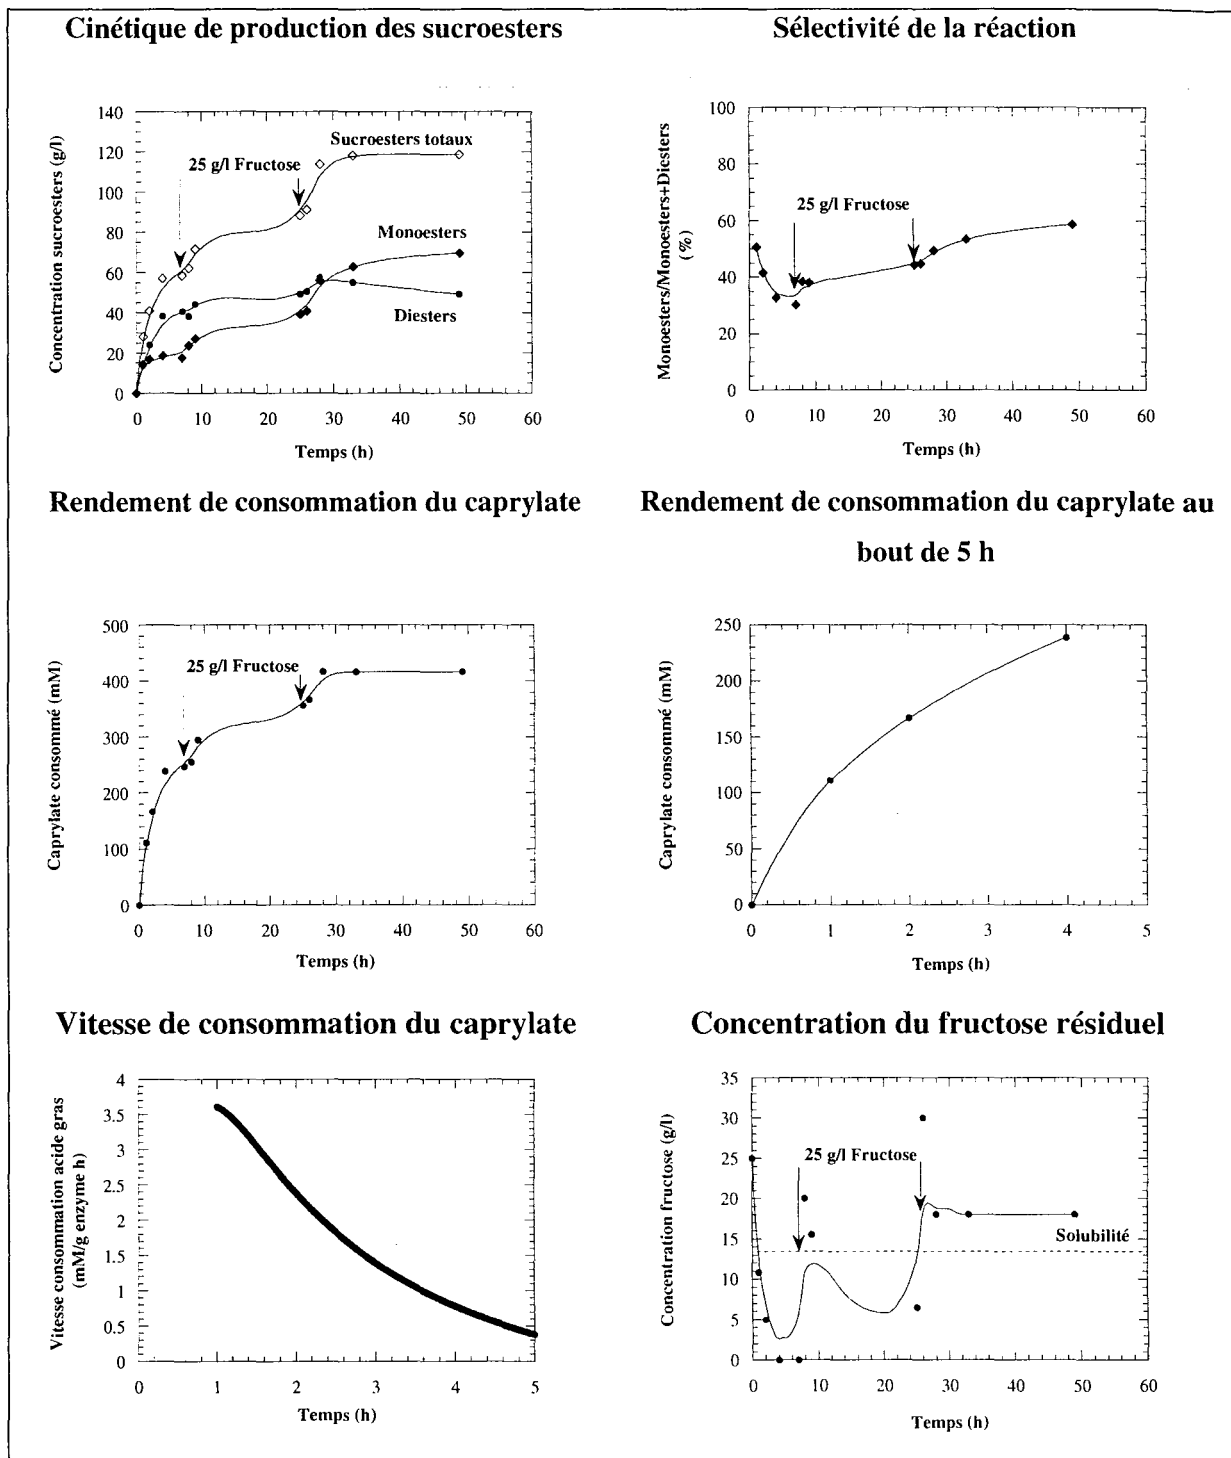 Cinétique de production des sucroesters
Concentration sucroesters (g/l)
140
120
100
80
60
40
20
0
Sucroesters totaux
25 g/l Fructose
Monoesters
Diesters
0 10 20 30 40 50 60
Temps (h)
Sélectivité de la réaction
Monoesters/Monoesters+Diesters
(%)
100
80
60
40
20
0
25 g/l Fructose
0 10 20 30 40 50 60
Temps (h)
Rendement de consommation du caprylate
Caprylate consommé (mM)
500
400
300
200
100
0
25 g/l Fructose
0 10 20 30 40 50 60
Temps (h)
Rendement de consommation du caprylate au
bout de 5 h
Caprylate consommé (mM)
250
200
150
100
50
0
0 1 2 3 4 5
Temps (h)
Vitesse de consommation du caprylate
Vitesse consommation acide gras
(mM/g enzyme h)
4
3.5
3
2.5
2
1.5
1
0.5
0
0 1 2 3 4 5
Temps (h)
Concentration du fructose résiduel
Concentration fructose (g/l)
35
30
25
20
15
10
5
0
25 g/l Fructose
Solubilité
0 10 20 30 40 50 60
Temps (h)